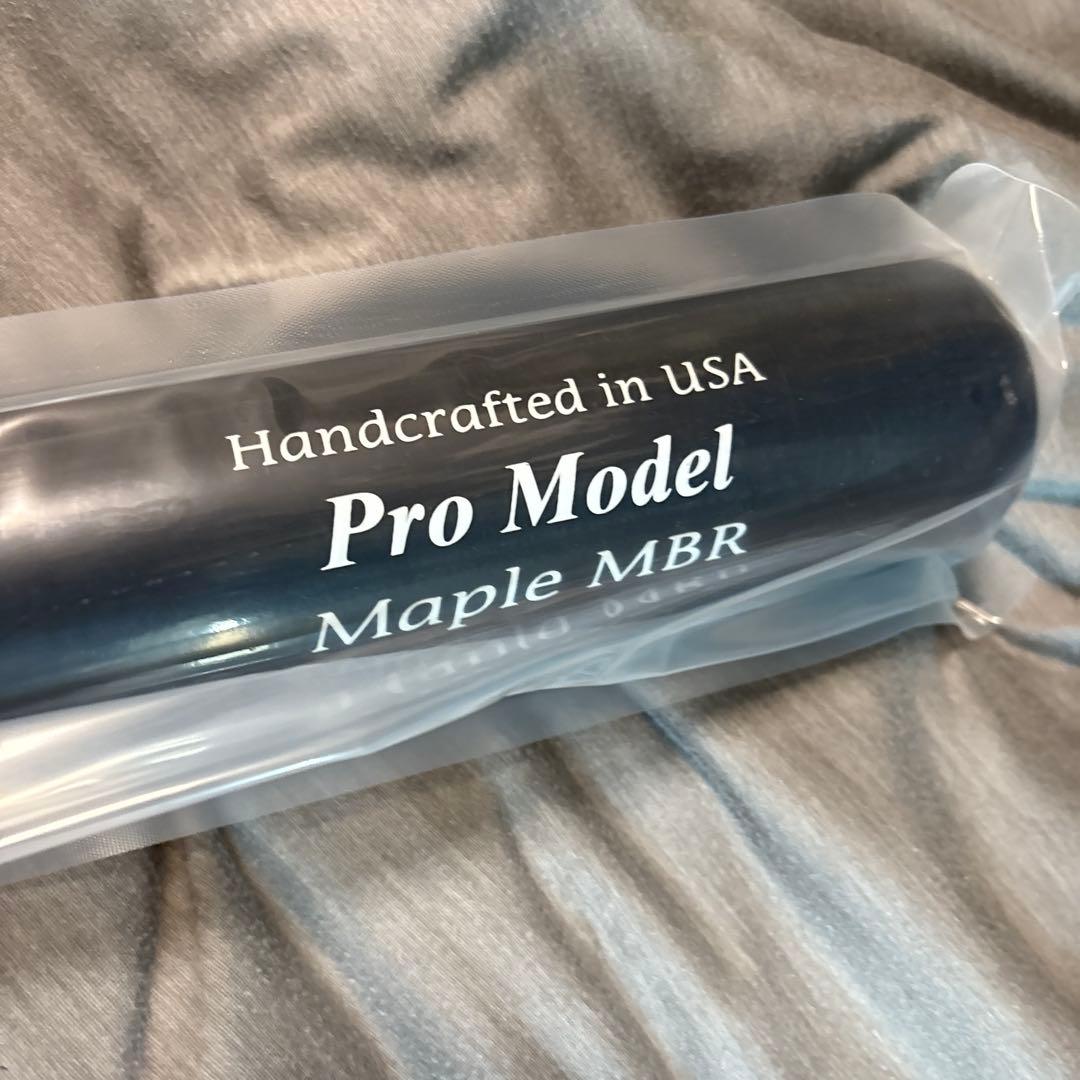 Handcrafted in USA
Pro Model
Maple MBR